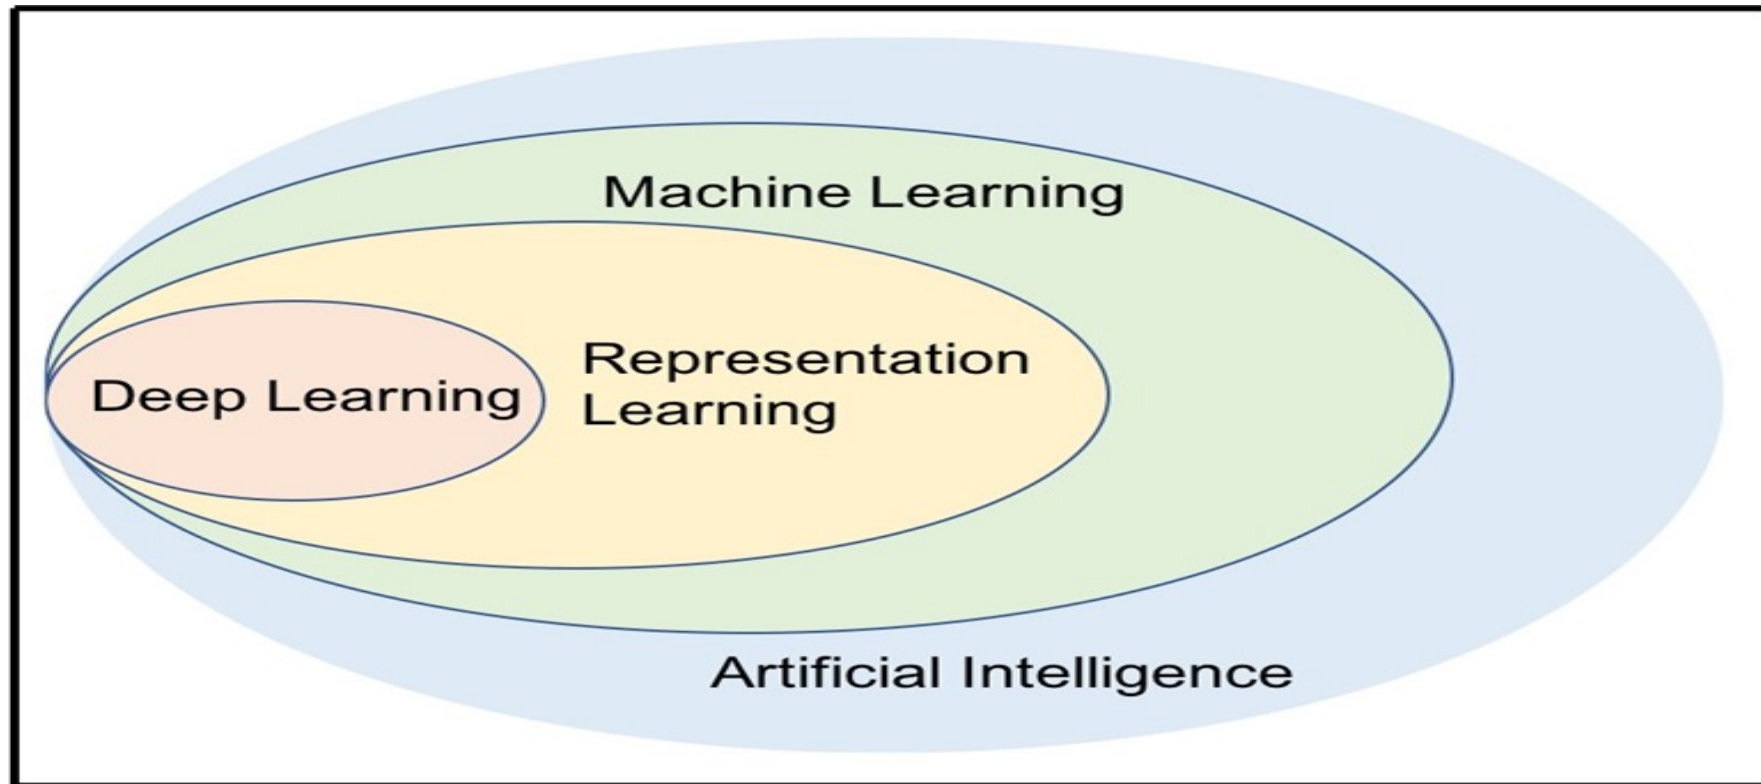 Machine Learning
Representation
Learning
Deep Learning
Artificial Intelligence